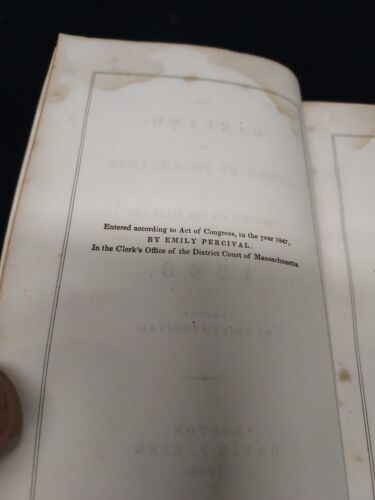 Entered according to Act of Congress, in the year 1847,
BY EMILY PERCIVAL.
In the Clerk's Office of the District Court of Massachusetts